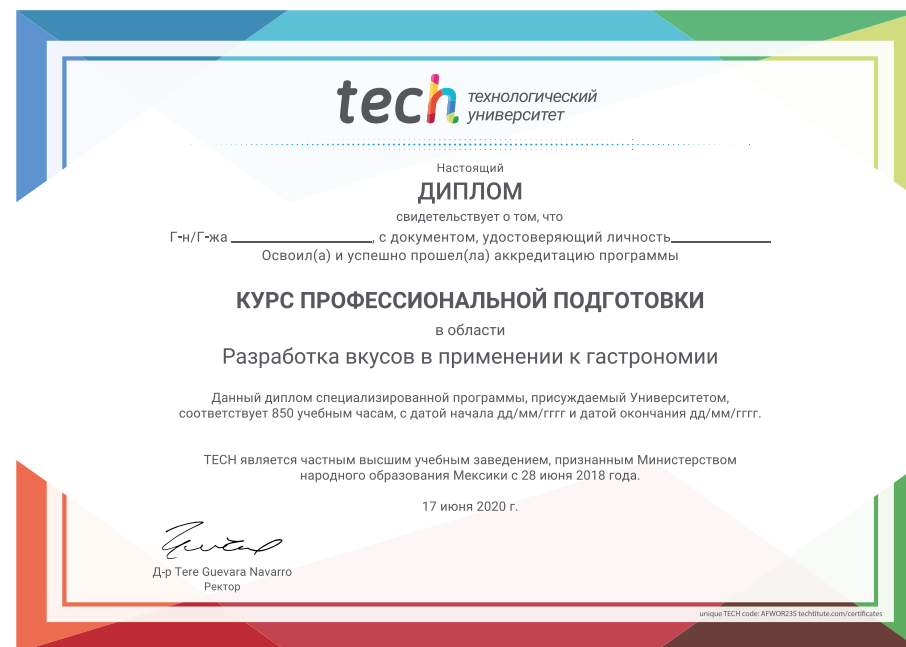 tech технологический
университет
Настоящий
ДИПЛОМ
свидетельствует о том, что
Г-н/Г-жа ____________________, с документом, удостоверяющий личность______________
Освоил(а) и успешно прошел(ла) аккредитацию программы
КУРС ПРОФЕССИОНАЛЬНОЙ ПОДГОТОВКИ
в области
Разработка вкусов в применении к гастрономии
Данный диплом специализированной программы, присуждаемый Университетом,
соответствует 850 учебным часам, с датой начала дд/мм/гггг и датой окончания дд/мм/гггг.
TECH является частным высшим учебным заведением, признанным Министерством
народного образования Мексики с 28 июня 2018 года.
17 июня 2020 г.
Д-р Tere Guevara Navarro
Ректор
unique TECH code: AFWOR235 techtitute.com/certificates